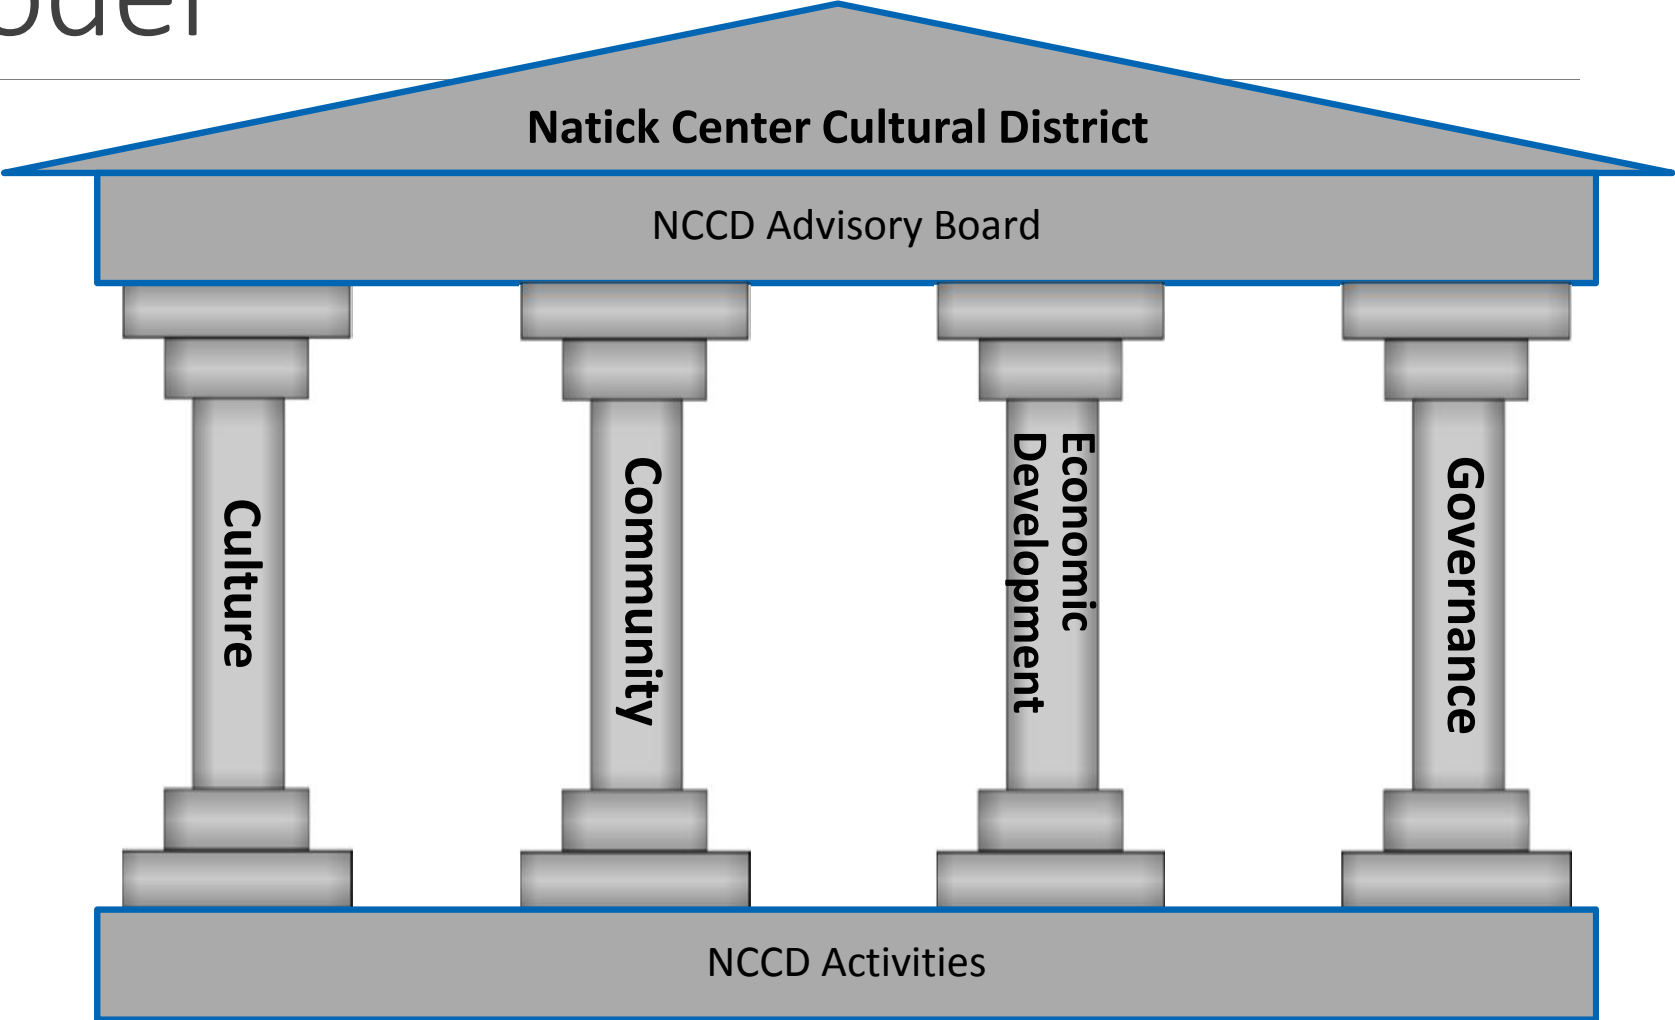 Natick Center Cultural District
NCCD Advisory Board
Culture
Community
Economic
Development
Governance
NCCD Activities